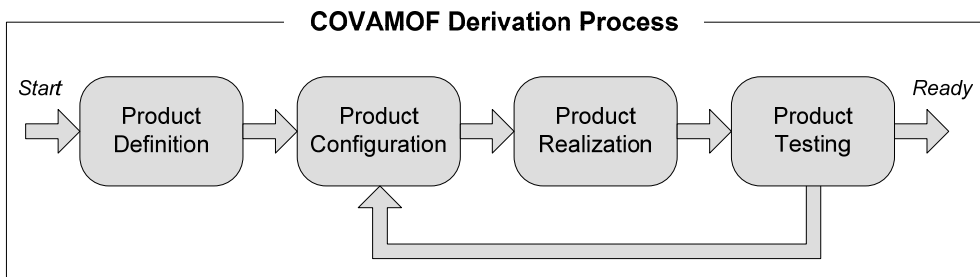 COVAMOF Derivation Process
Start
Ready
Product
Definition
Product
Configuration
Product
Realization
Product
Testing